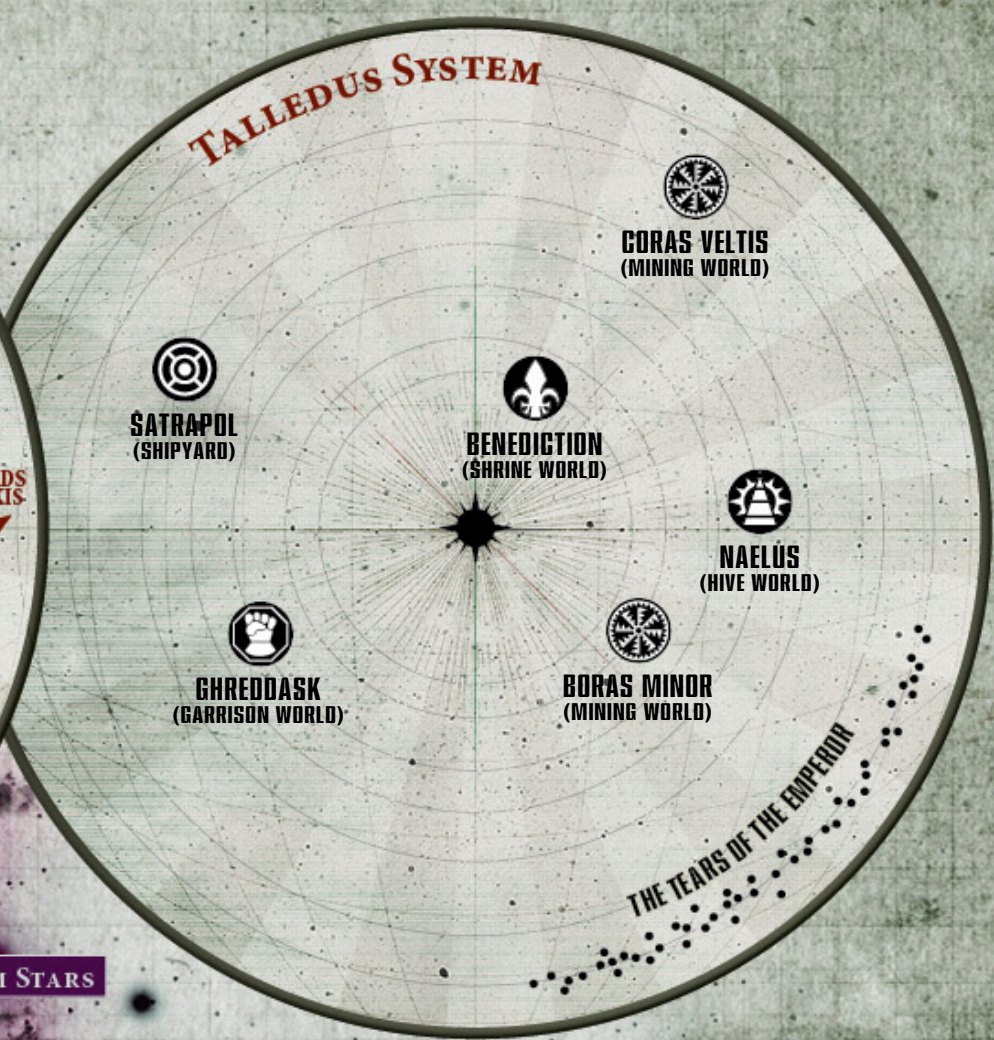 TALLEDUS SYSTEM
CORAS VELTIS
(MINING WORLD)
SATRAPOL
(SHIPYARD)
BENEDICTION
(SHRINE WORLD)
NAELUS
(HIVE WORLD)
GHREDDASK
(GARRISON WORLD)
BORAS MINOR
(MINING WORLD)
THE TEARS OF THE EMPEROR
STARS